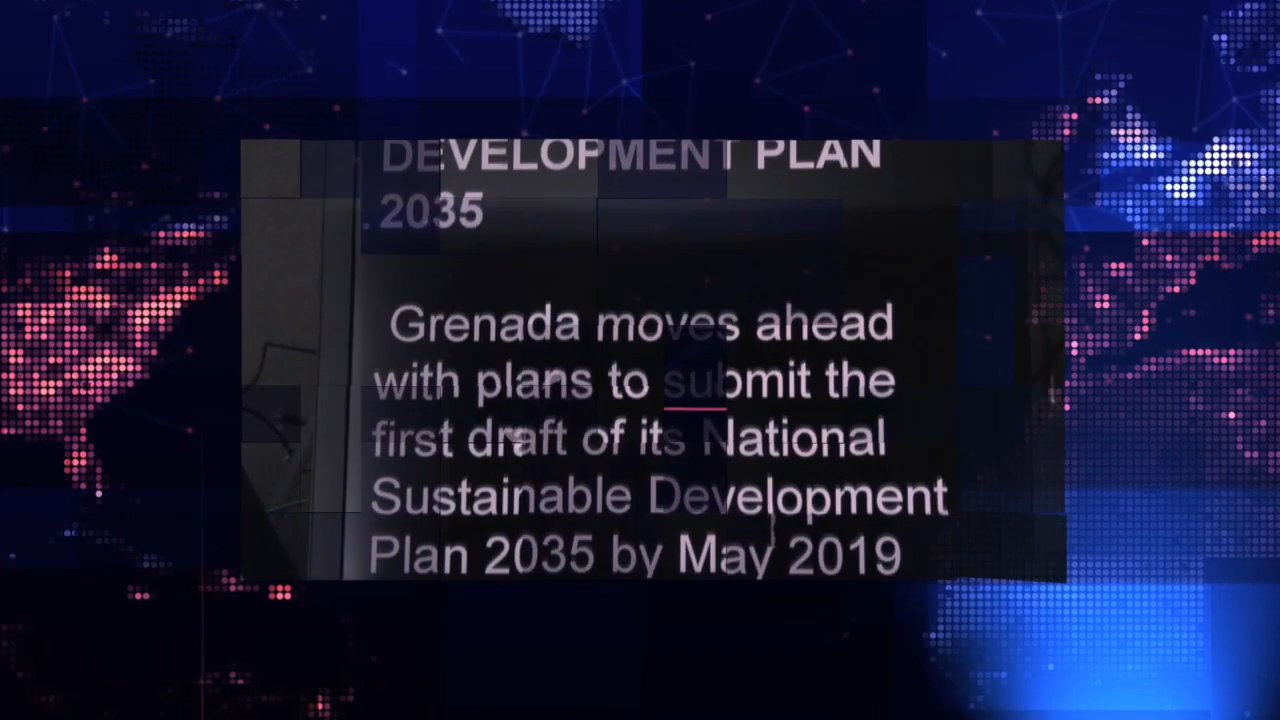 DEVELOPMENT PLAN
2035
Grenada moves ahead
with plans to submit the
first draft of its National
Sustainable Development
Plan 2035 by May 2019